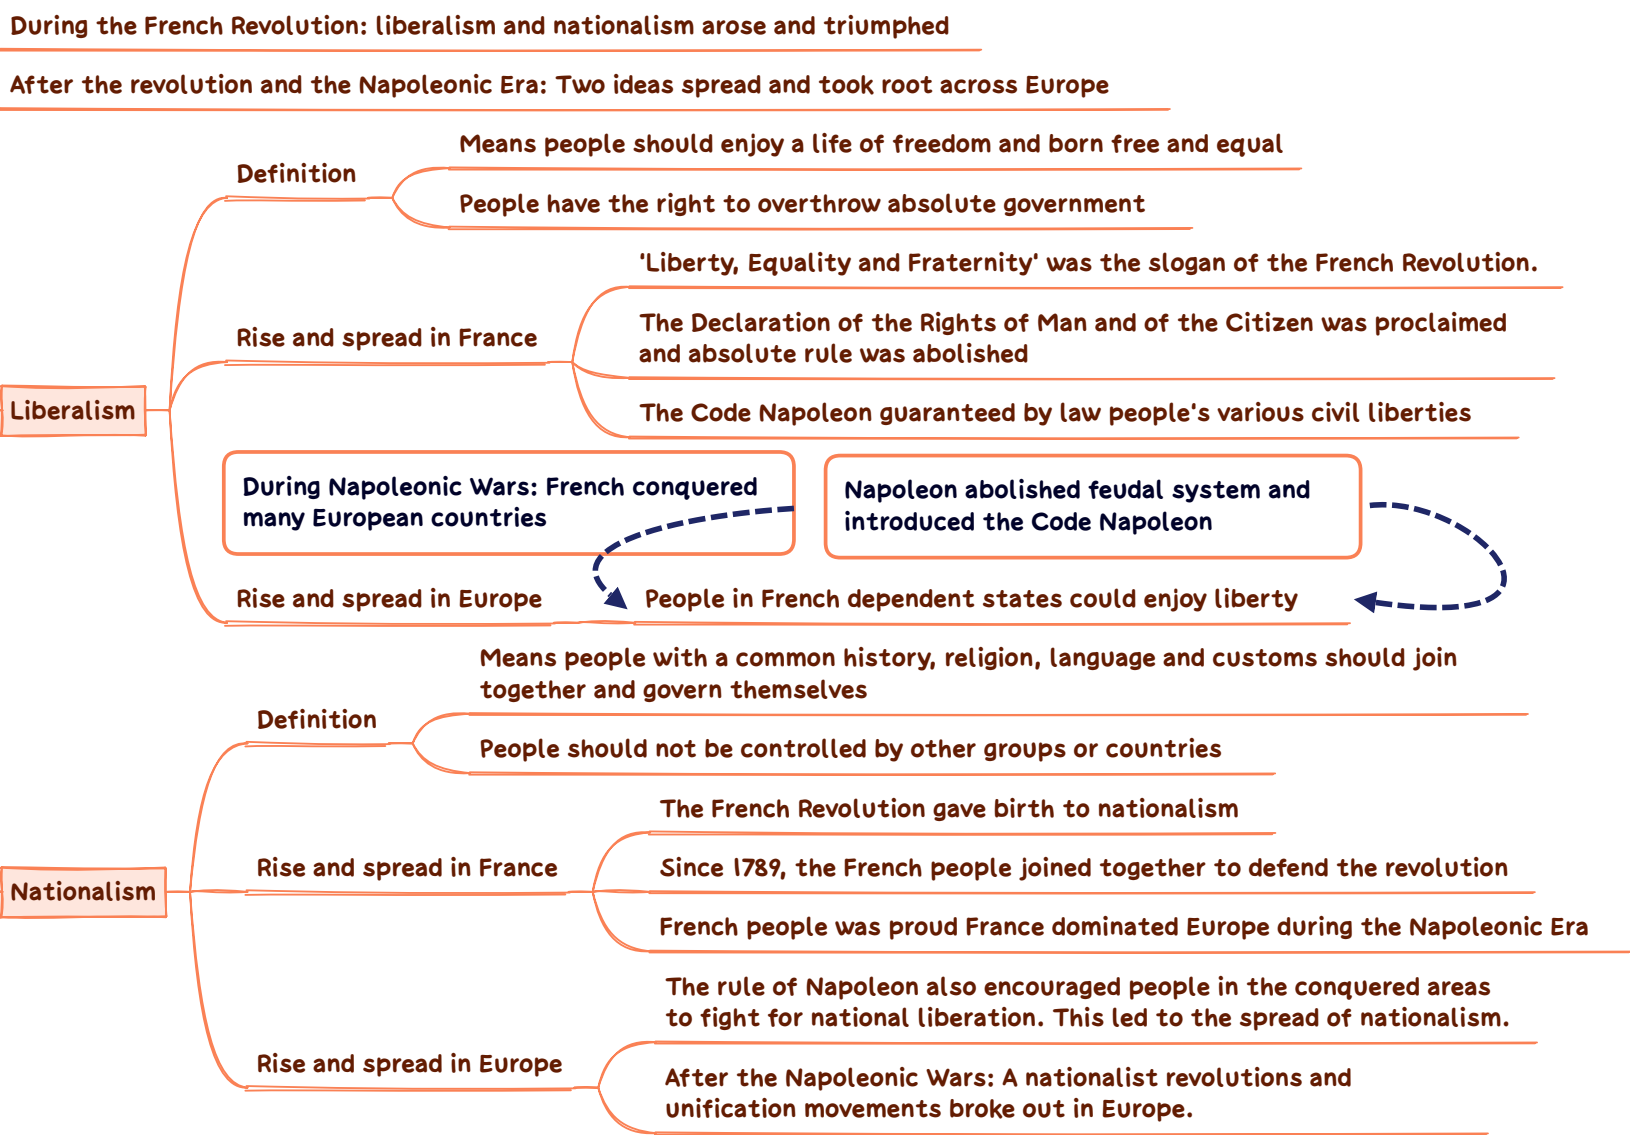 During the French Revolution: liberalism and nationalism arose and triumphed
After the revolution and the Napoleonic Era: Two ideas spread and took root across Europe
Liberalism
Definition
Means people should enjoy a life of freedom and born free and equal
People have the right to overthrow absolute government
Rise and spread in France
'Liberty, Equality and Fraternity' was the slogan of the French Revolution.
The Declaration of the Rights of Man and of the Citizen was proclaimed
and absolute rule was abolished
The Code Napoleon guaranteed by law people's various civil liberties
During Napoleonic Wars: French conquered
many European countries
Napoleon abolished feudal system and
introduced the Code Napoleon
Rise and spread in Europe
People in French dependent states could enjoy liberty
Nationalism
Definition
Means people with a common history, religion, language and customs should join
together and govern themselves
People should not be controlled by other groups or countries
Rise and spread in France
The French Revolution gave birth to nationalism
Since 1789, the French people joined together to defend the revolution
French people was proud France dominated Europe during the Napoleonic Era
Rise and spread in Europe
The rule of Napoleon also encouraged people in the conquered areas
to fight for national liberation. This led to the spread of nationalism.
After the Napoleonic Wars: A nationalist revolutions and
unification movements broke out in Europe.